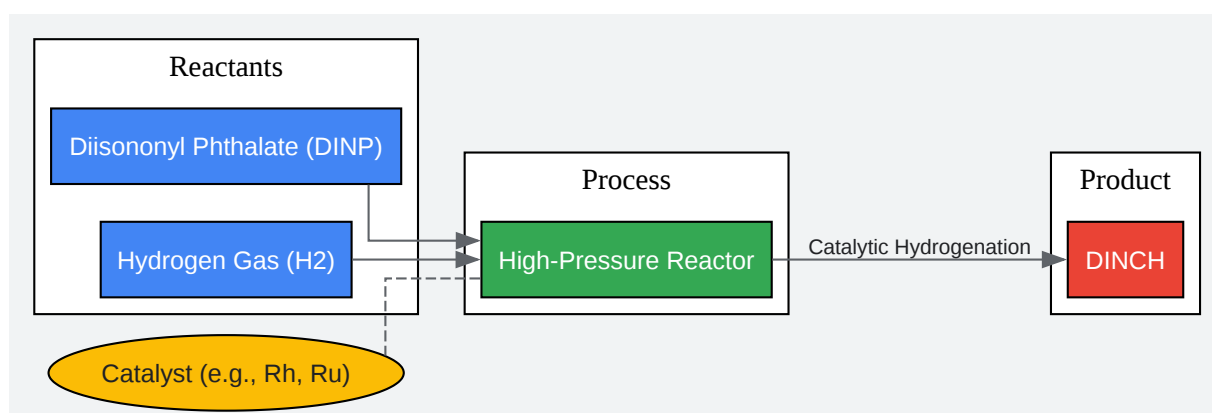 Reactants
Diisononyl Phthalate (DINP)
Hydrogen Gas (H2)
Catalyst (e.g., Rh, Ru)
Process
High-Pressure Reactor
Catalytic Hydrogenation
Product
DINCH